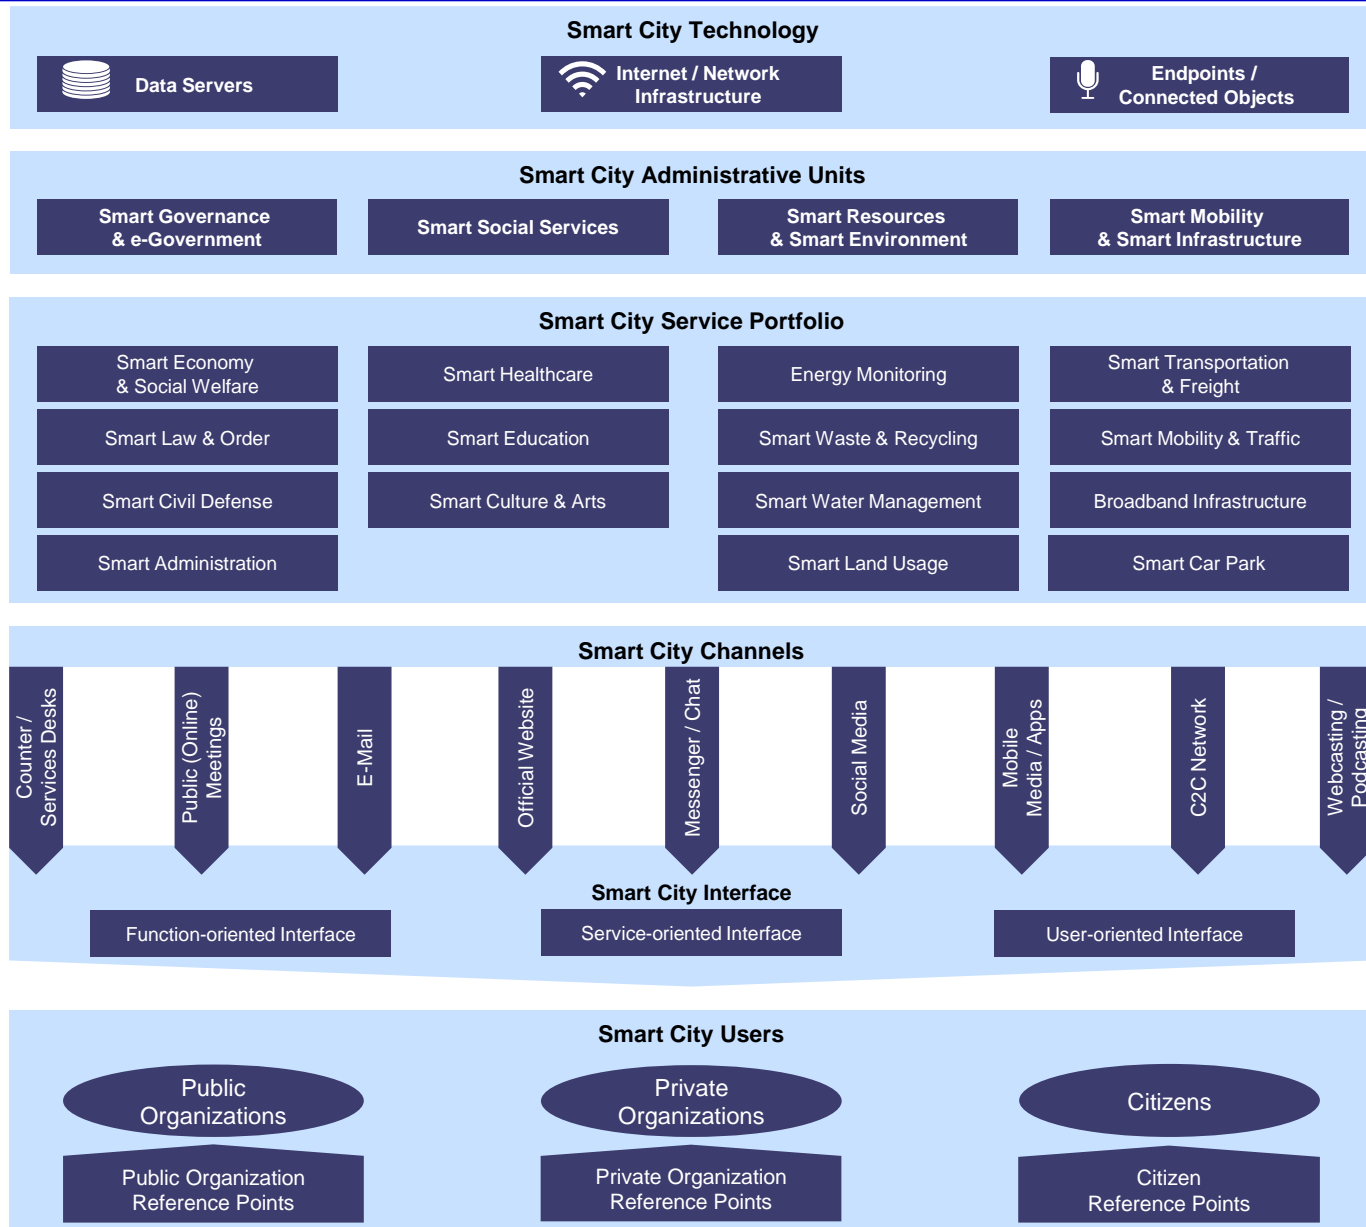 Smart City Technology
Data Servers
Internet / Network
Infrastructure
Endpoints /
Connected Objects
Smart City Administrative Units
Smart Governance
& e-Government
Smart Social Services
Smart Resources
& Smart Environment
Smart Mobility
& Smart Infrastructure
Smart City Service Portfolio
Smart Economy
& Social Welfare
Smart Healthcare
Energy Monitoring
Smart Transportation
& Freight
Smart Law & Order
Smart Education
Smart Waste & Recycling
Smart Mobility & Traffic
Smart Civil Defense
Smart Culture & Arts
Smart Water Management
Broadband Infrastructure
Smart Administration
Smart Land Usage
Smart Car Park
Smart City Channels
Counter /
Services Desks
Public (Online)
Meetings
E-Mail
Official Website
Messenger / Chat
Social Media
Mobile
Media / Apps
C2C Network
Webcasting /
Podcasting
Smart City Interface
Function-oriented Interface
Service-oriented Interface
User-oriented Interface
Smart City Users
Public
Organizations
Private
Organizations
Citizens
Public Organization
Reference Points
Private Organization
Reference Points
Citizen
Reference Points